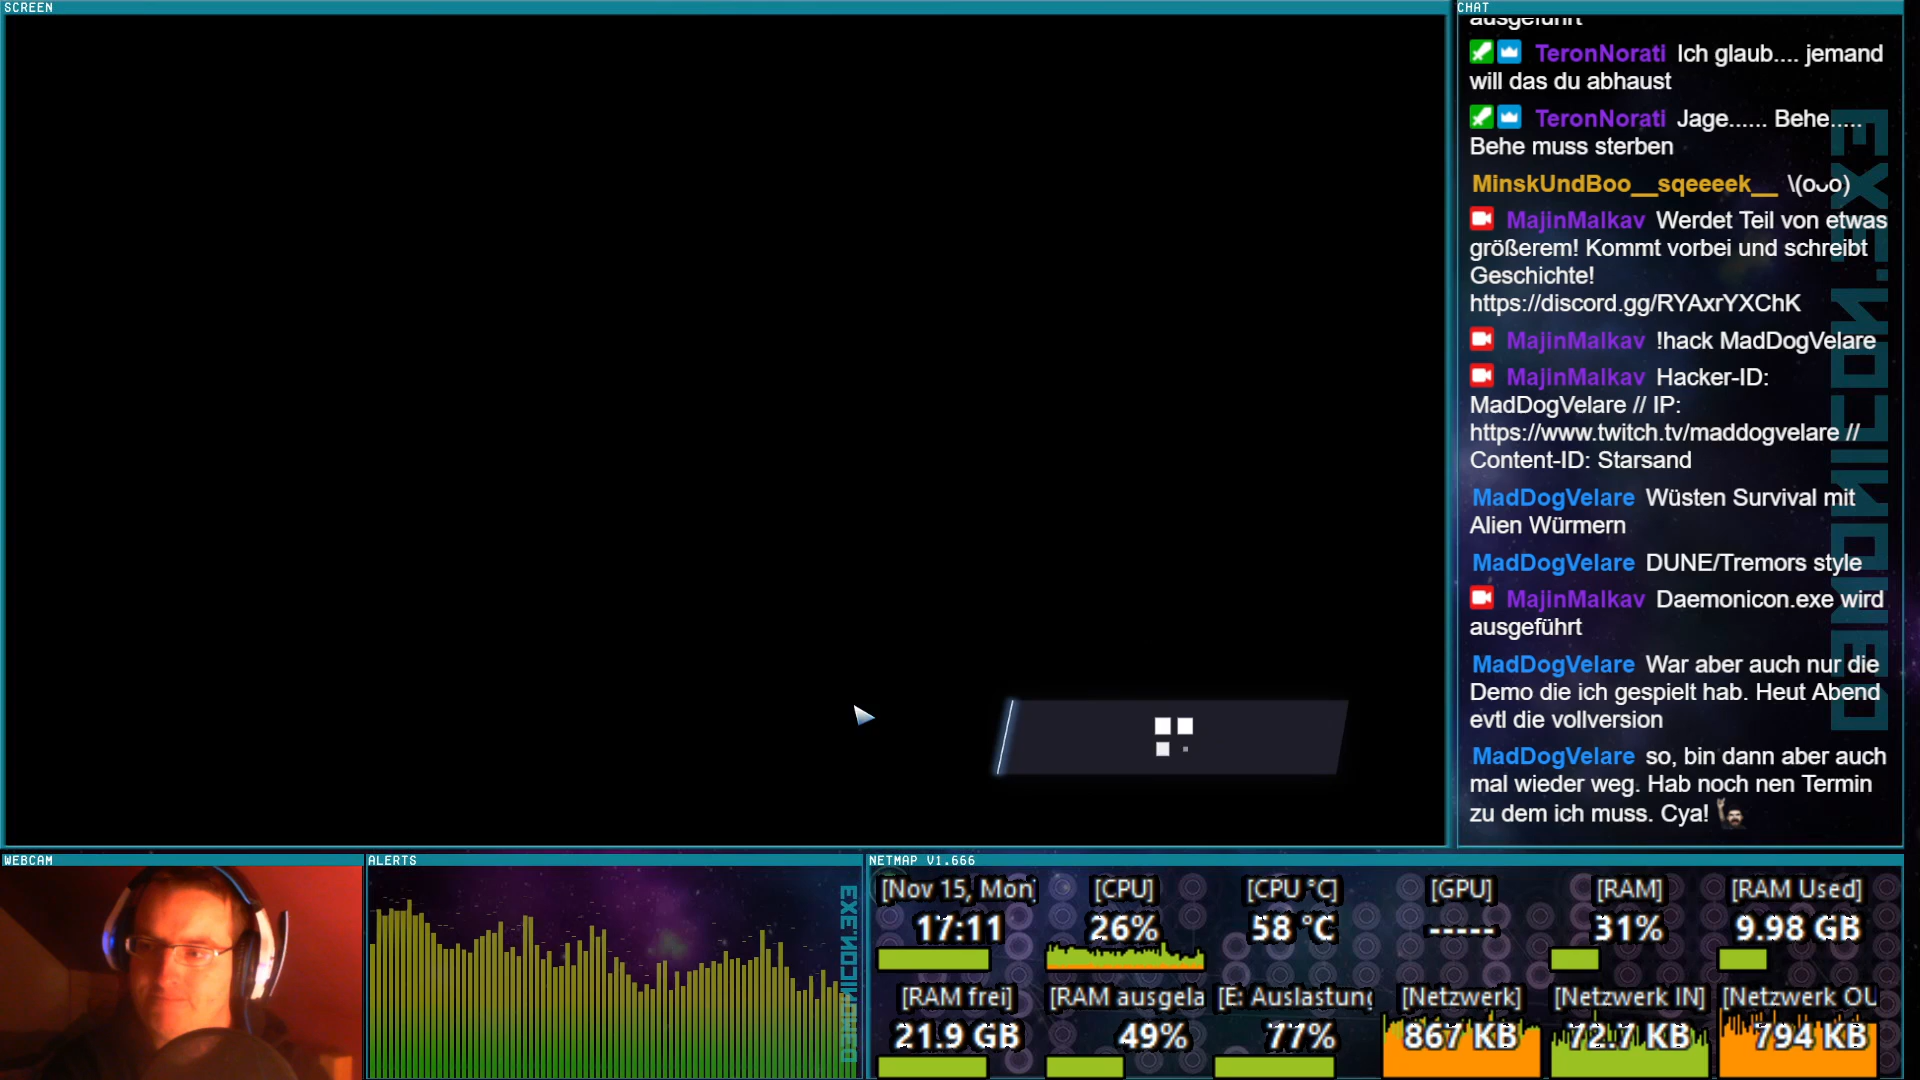 SCREEN
CHAT
ausgeführt
TeronNorati Ich glaub.... jemand
will das du abhaust
TeronNorati Jage...... Behe.....
Behe muss sterben
MinskUndBoo__sqeeeek__ \(oᴗo)
MajinMalkav Werdet Teil von etwas
größerem! Kommt vorbei und schreibt
Geschichte!
https://discord.gg/RYAxrYXChK
MajinMalkav !hack MadDogVelare
MajinMalkav Hacker-ID:
MadDogVelare // IP:
https://www.twitch.tv/maddogvelare //
Content-ID: Starsand
MadDogVelare Wüsten Survival mit
Alien Würmern
MadDogVelare DUNE/Tremors style
MajinMalkav Daemonicon.exe wird
ausgeführt
MadDogVelare War aber auch nur die
Demo die ich gespielt hab. Heut Abend
evtl die vollversion
MadDogVelare so, bin dann aber auch
mal wieder weg. Hab noch nen Termin
zu dem ich muss. Cya!
WEBCAM
ALERTS
NETMAP V1.666
[Nov 15, Mon] [CPU] [CPU °C] [GPU] [RAM] [RAM Used]
17:11 26% 58 °C ----- 31% 9.98 GB
[RAM frei] [RAM ausgela [E: Auslastung [Netzwerk] [Netzwerk IN] [Netzwerk OU
21.9 GB 49% 77% 867 KB 72.7 KB 794 KB